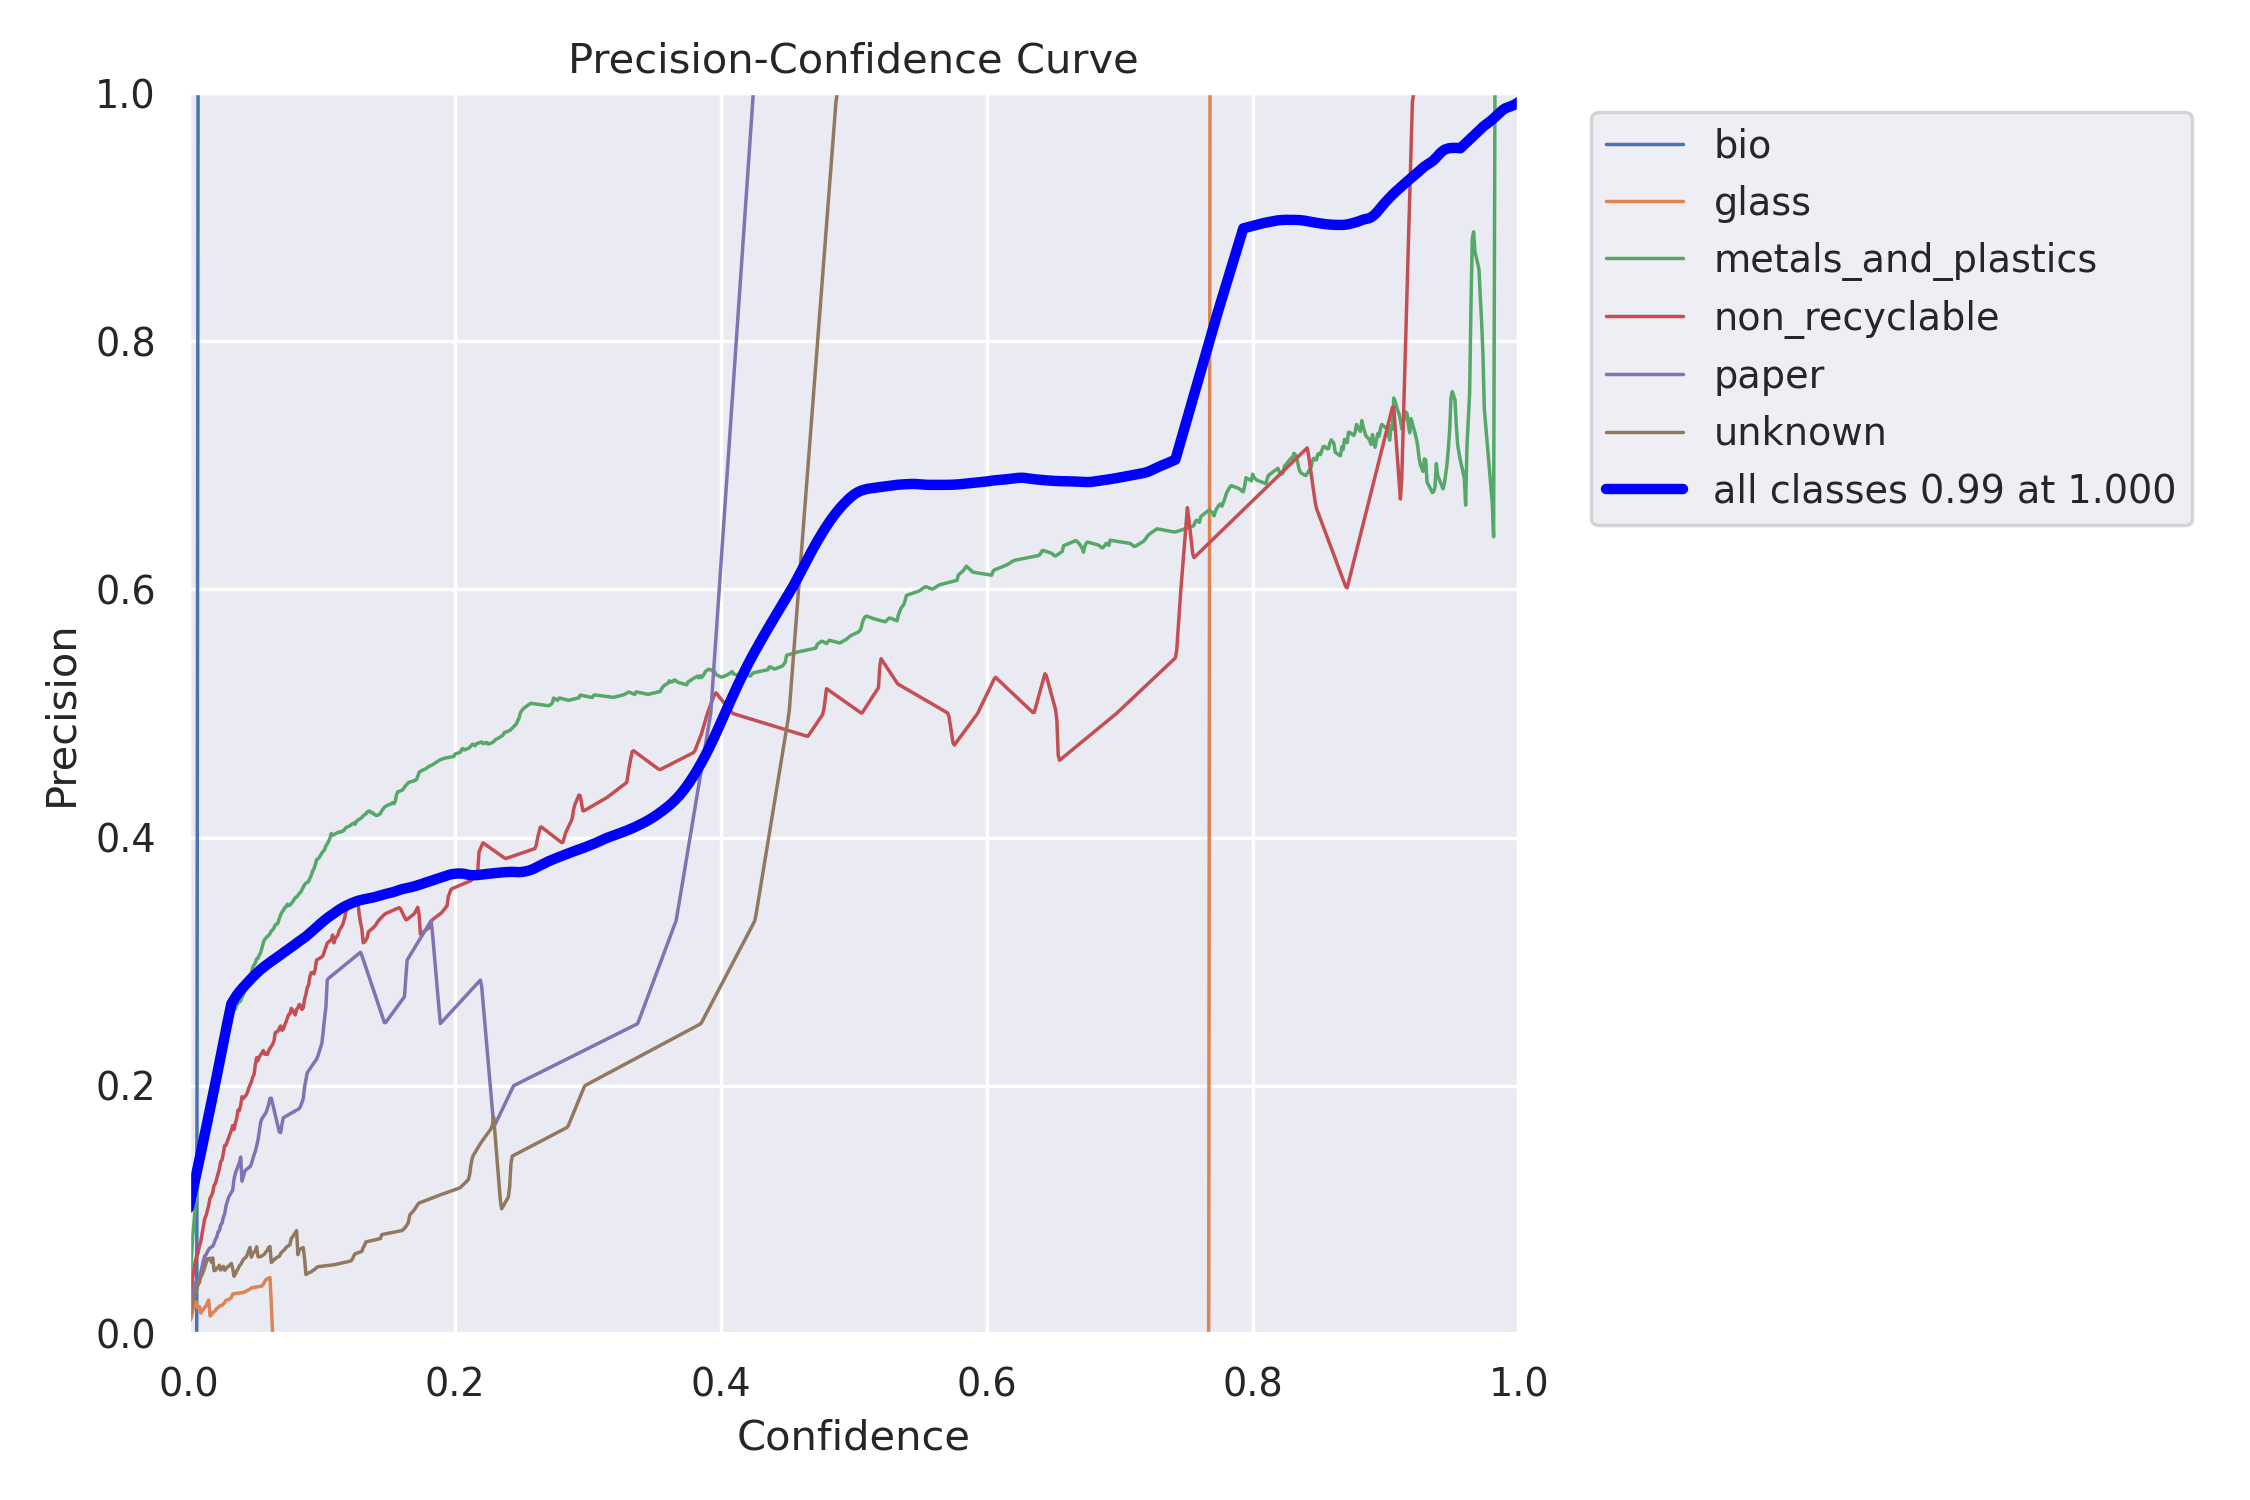 Precision-Confidence Curve
1.0
0.8
0.6
0.4
0.2
0.0
Precision
0.0 0.2 0.4 0.6 0.8 1.0
Confidence
bio
glass
metals_and_plastics
non_recyclable
paper
unknown
all classes 0.99 at 1.000